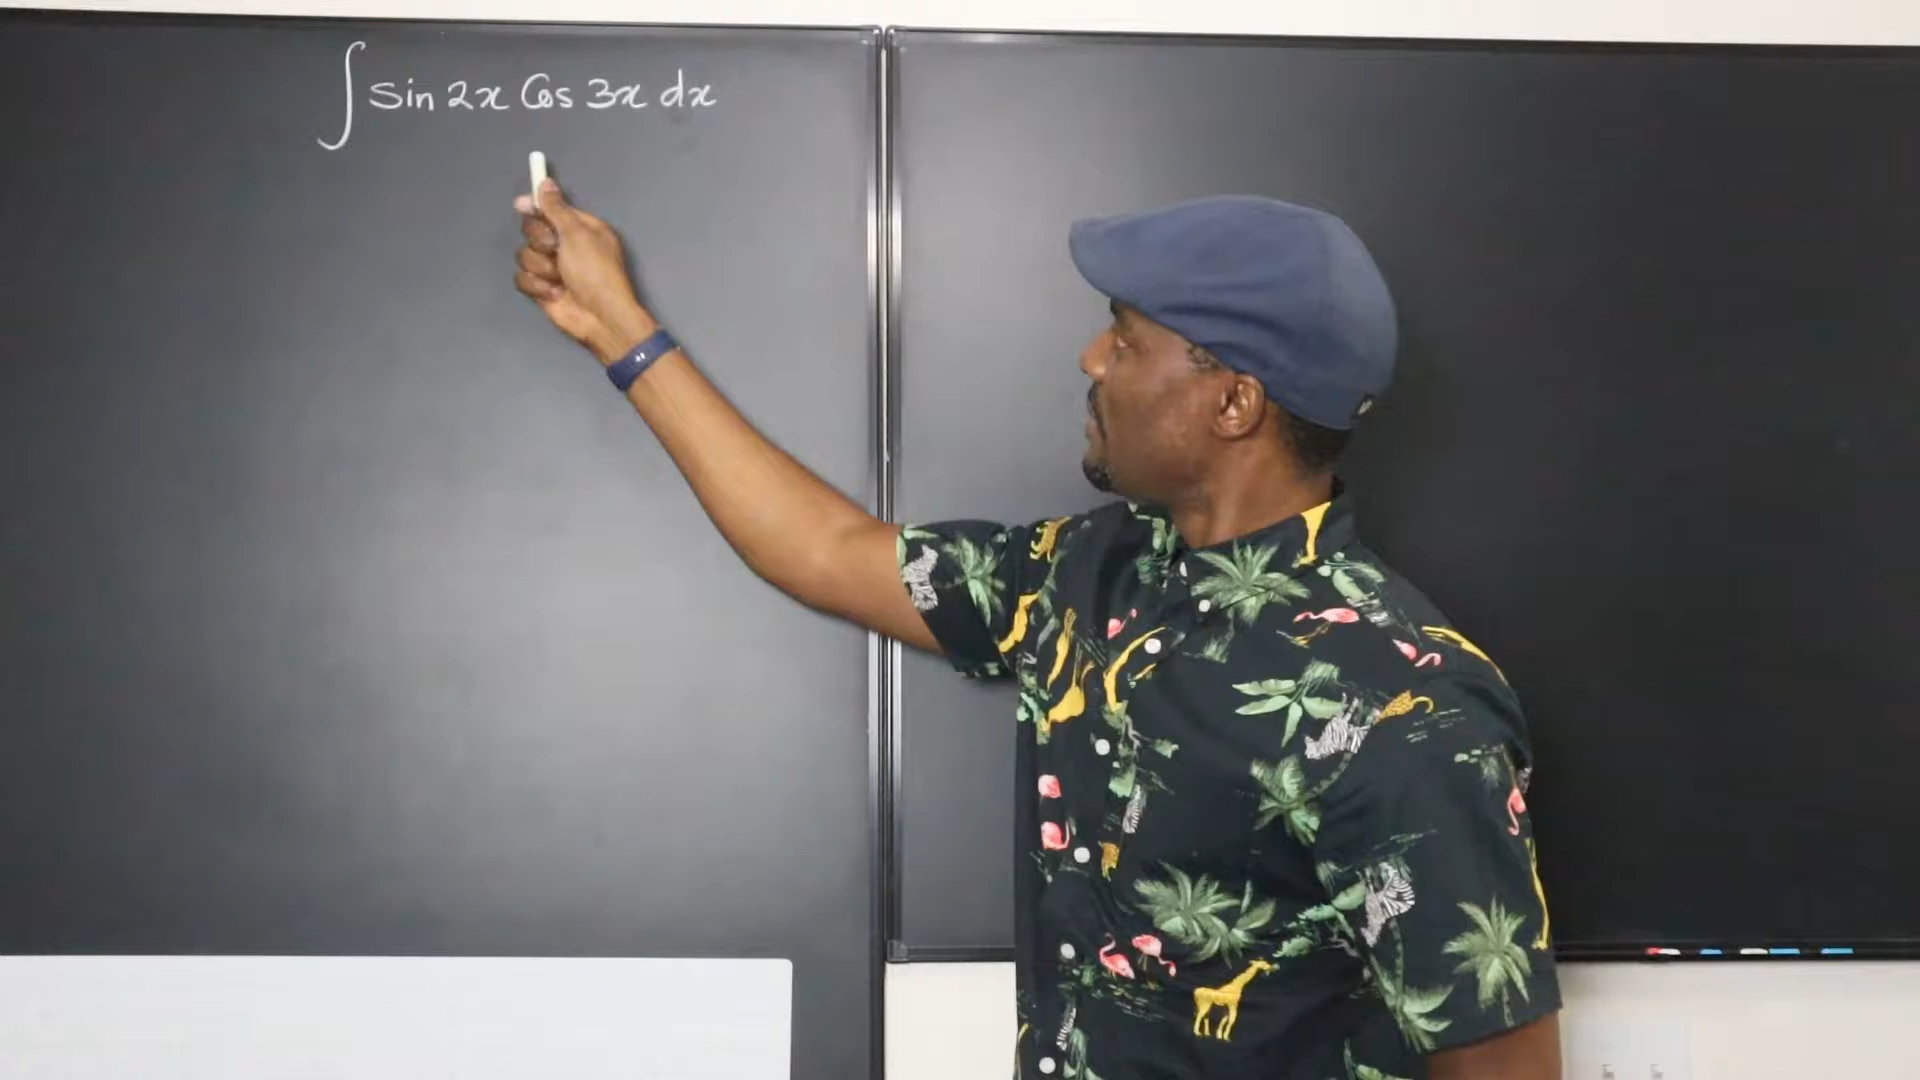 ∫ sin 2x Cos 3x dx